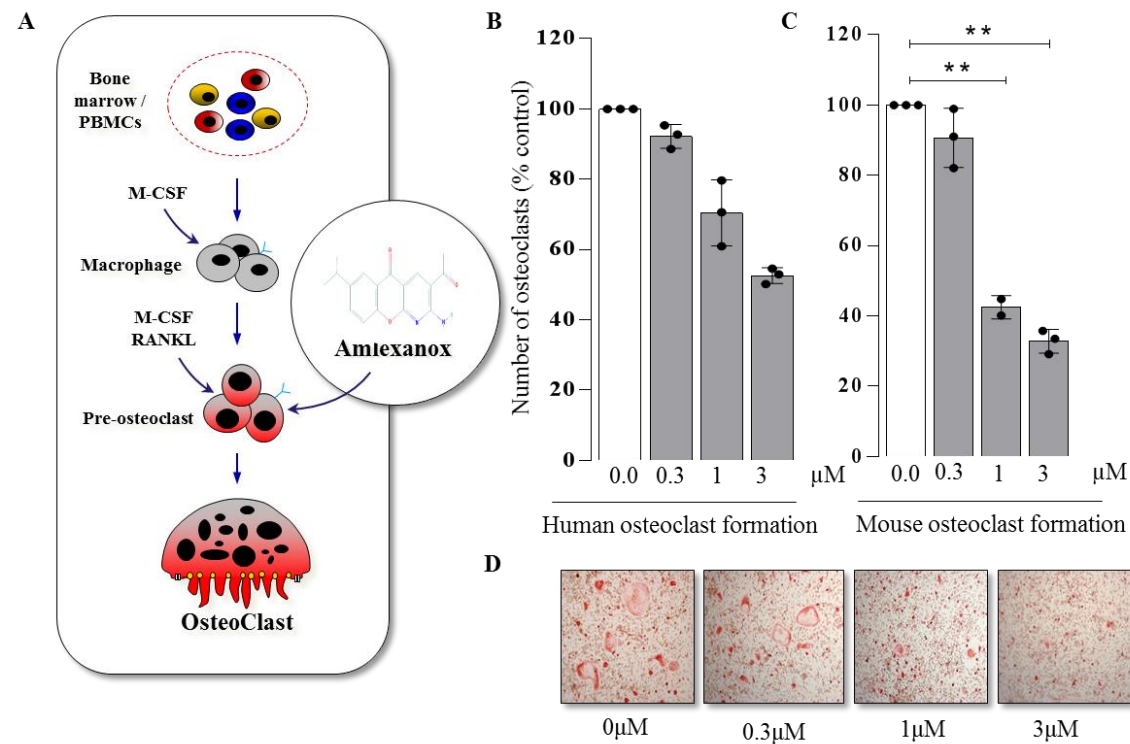 A
Bone
marrow /
PBMCs
M-CSF
Macrophage
M-CSF
RANKL
Amlexanox
Pre-osteoclast
OsteoClast
B
Number of osteoclasts (% control)
120
100
80
60
40
20
0
0.0 0.3 1 3 μM
Human osteoclast formation
C
**
**
120
100
80
60
40
20
0
0.0 0.3 1 3 μM
Mouse osteoclast formation
D
0μM 0.3μM 1μM 3μM